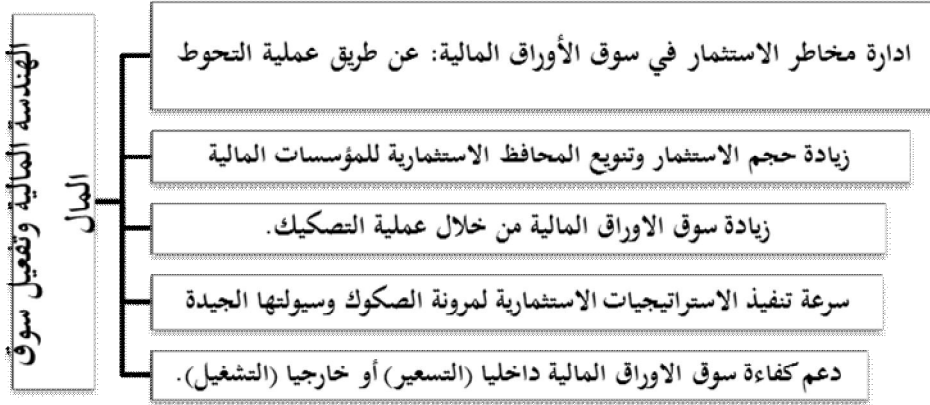 الهندسة المالية وتفعيل سوق
المال
ادارة مخاطر الاستثمار في سوق الأوراق المالية: عن طريق عملية التحوط
زيادة حجم الاستثمار وتنويع المحافظ الاستثمارية للمؤسسات المالية
زيادة سوق الاوراق المالية من خلال عملية التصكيك.
سرعة تنفيذ الاستراتيجيات الاستثمارية لمرونة الصكوك وسيولتها الجيدة
دعم كفاءة سوق الاوراق المالية داخليا (التسعير) أو خارجيا (التشغيل).